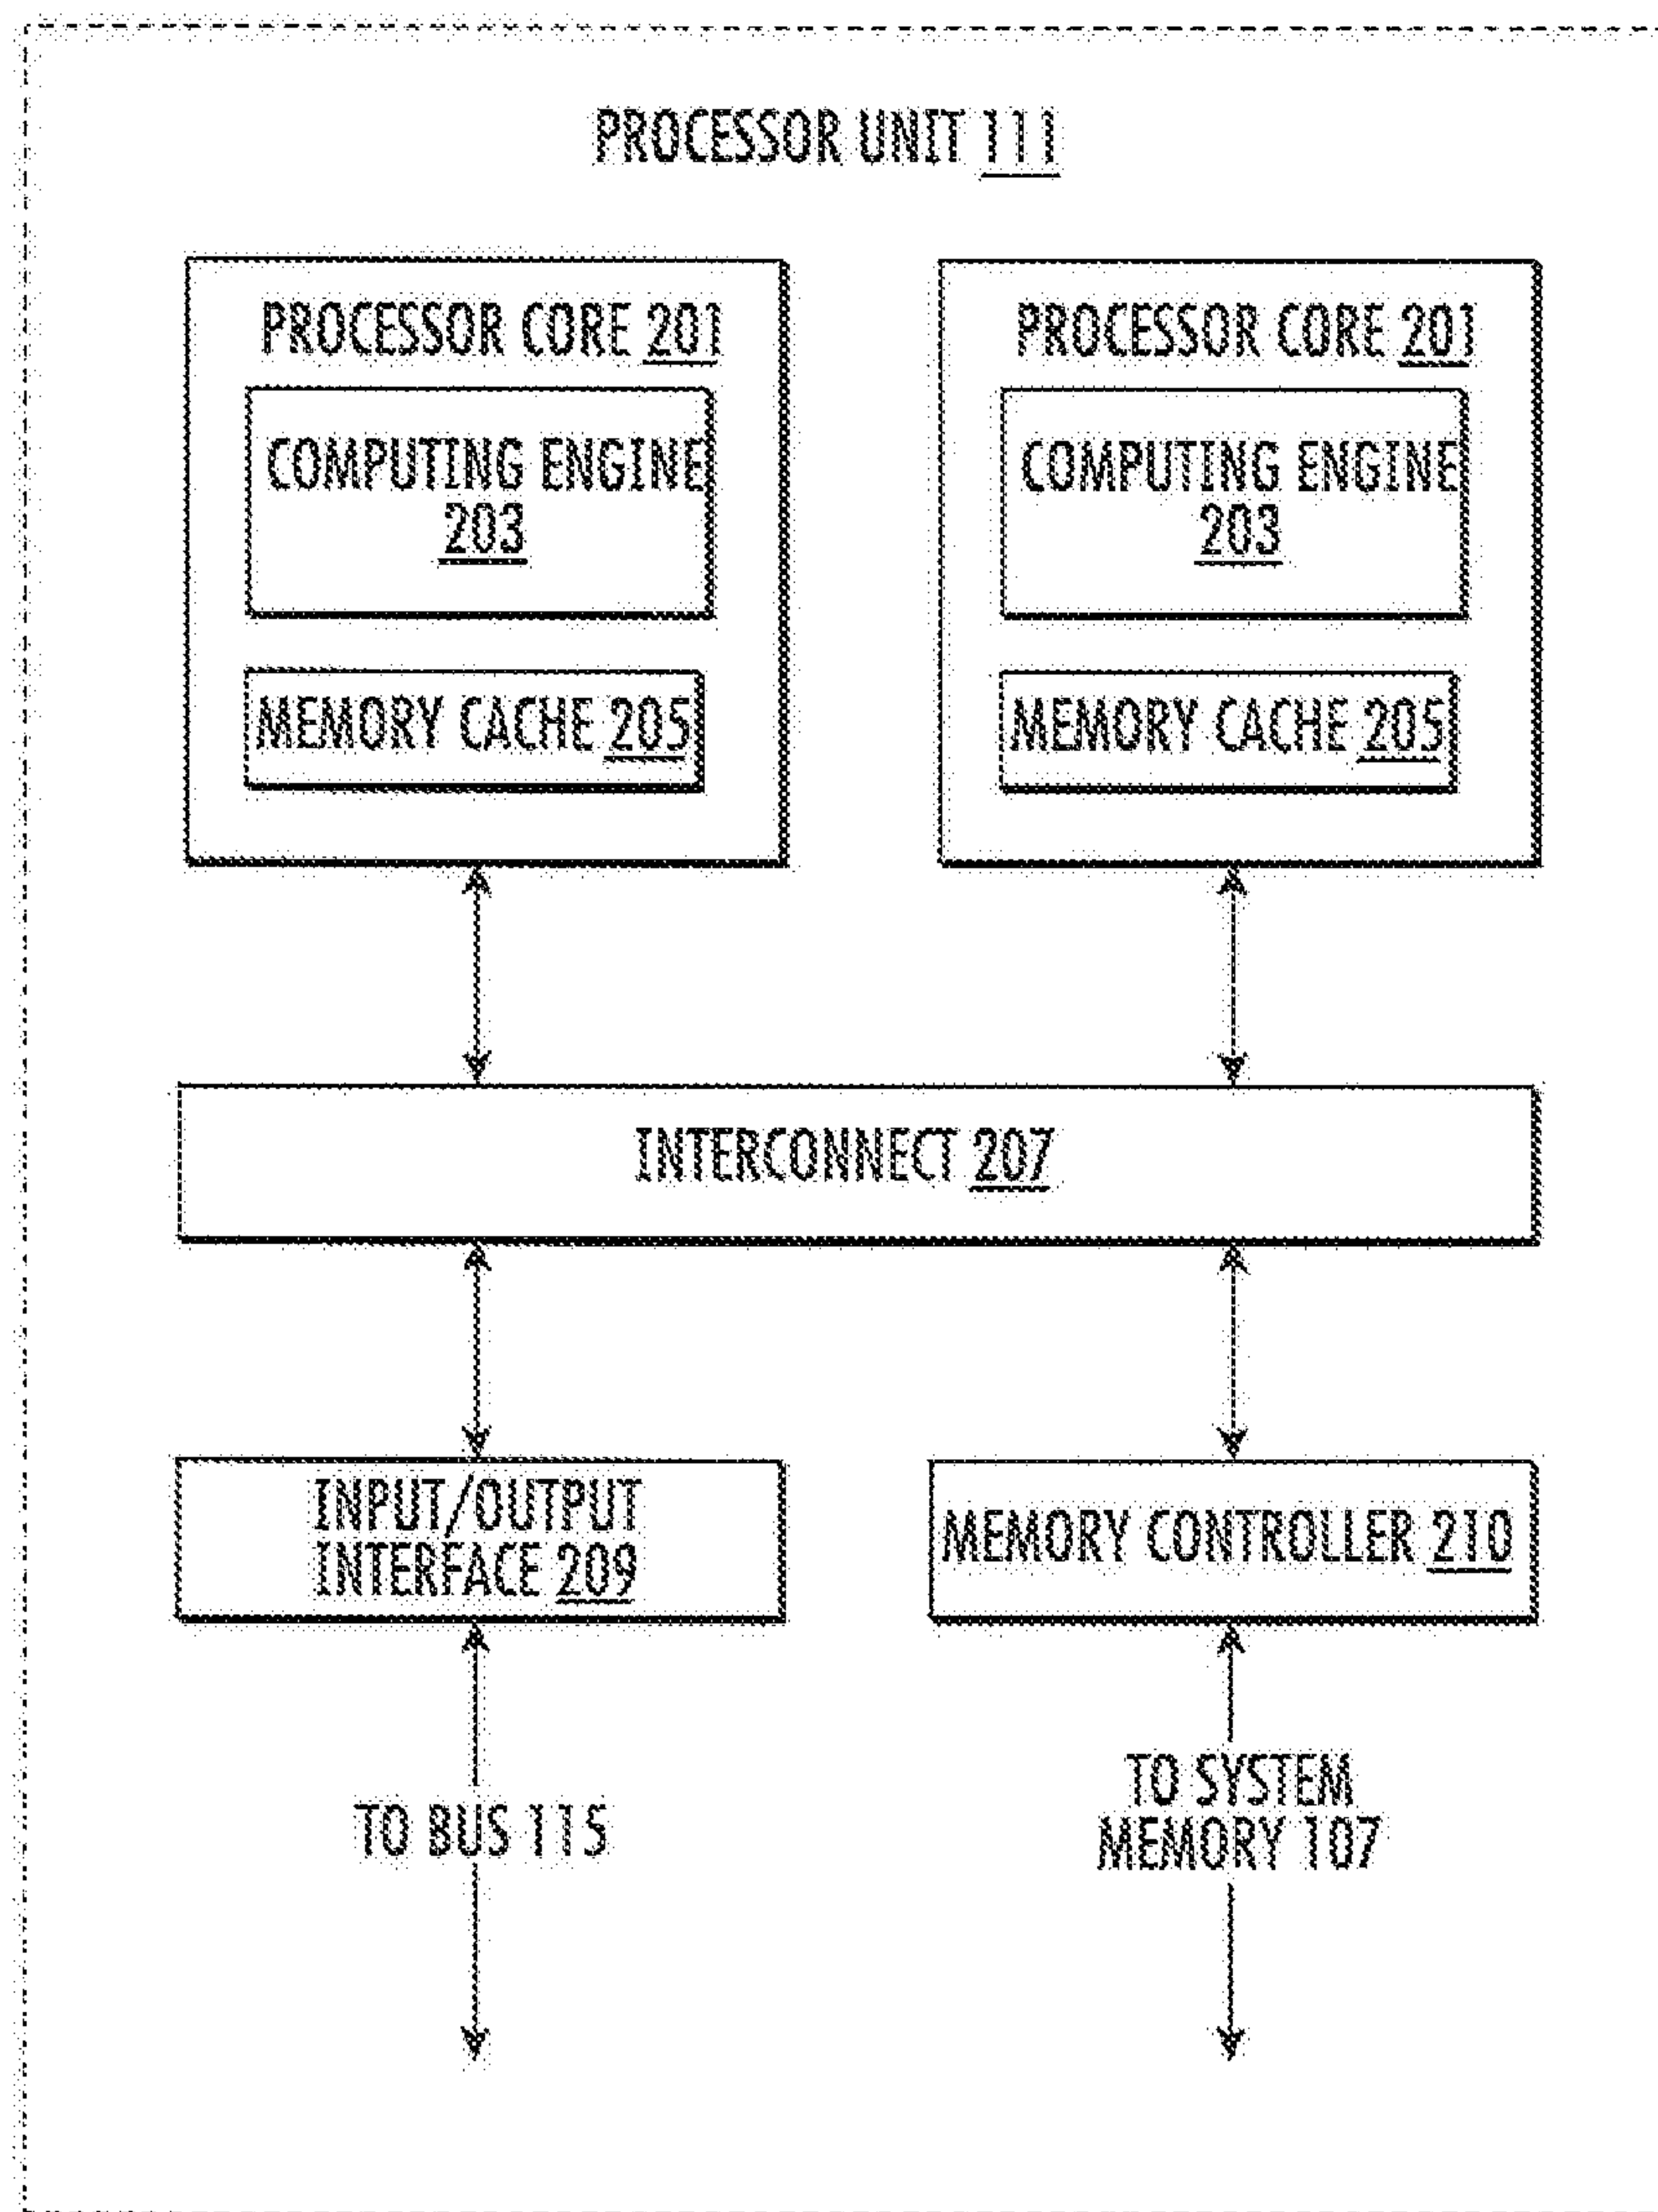 PROCESSOR UNIT 111
PROCESSOR CORE 201
COMPUTING ENGINE
203
MEMORY CACHE 205
PROCESSOR CORE 201
COMPUTING ENGINE
203
MEMORY CACHE 205
INTERCONNECT 207
INPUT/OUTPUT
INTERFACE 209
MEMORY CONTROLLER 210
TO BUS 115
TO SYSTEM
MEMORY 107